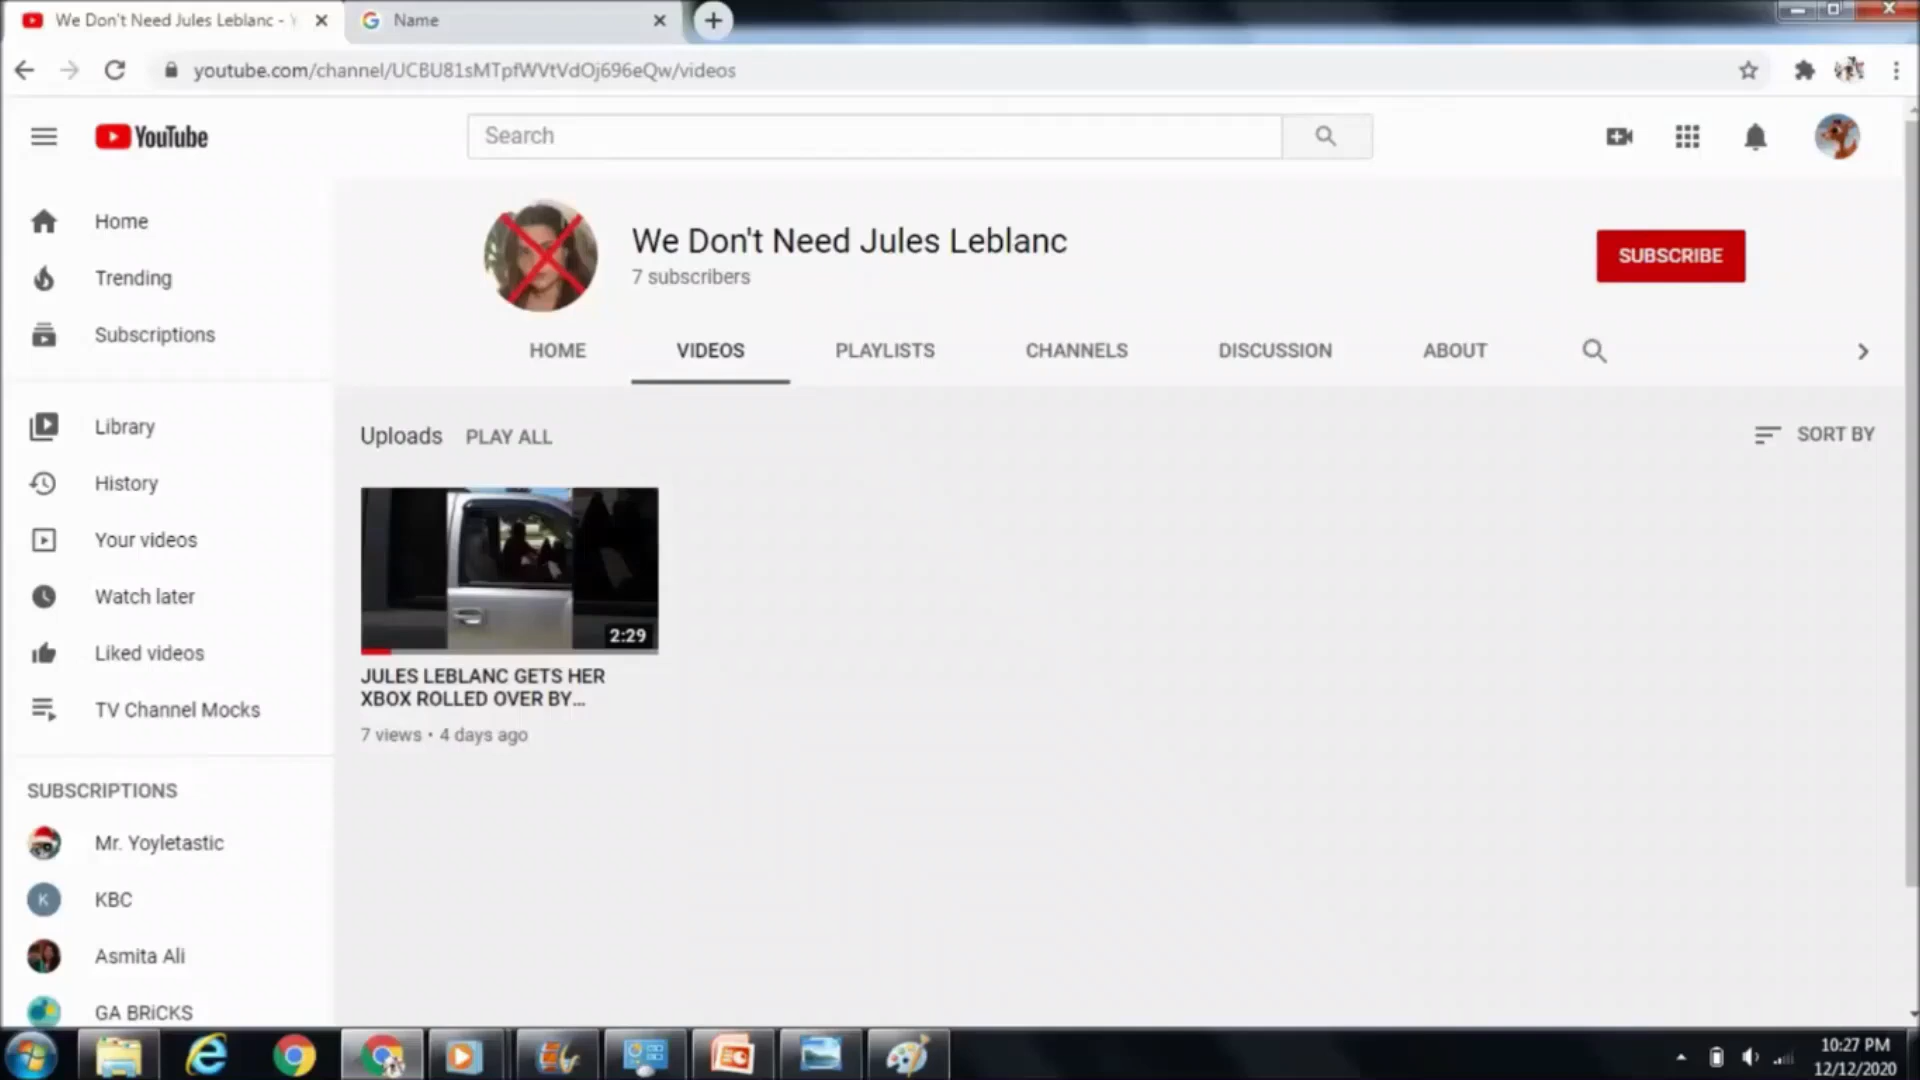 We Don't Need Jules Leblanc -
Name
youtube.com/channel/UCBU81sMTpfWVtVdOj696eQw/videos
YouTube
Search
Home
Trending
Subscriptions
Library
History
Your videos
Watch later
Liked videos
TV Channel Mocks
SUBSCRIPTIONS
Mr. Yoyletastic
K
KBC
Asmita Ali
GA BRiCKS
We Don't Need Jules Leblanc
7 subscribers
SUBSCRIBE
HOME VIDEOS PLAYLISTS CHANNELS DISCUSSION ABOUT
Uploads PLAY ALL
SORT BY
2:29
JULES LEBLANC GETS HER
XBOX ROLLED OVER BY...
7 views • 4 days ago
10:27 PM
12/12/2020